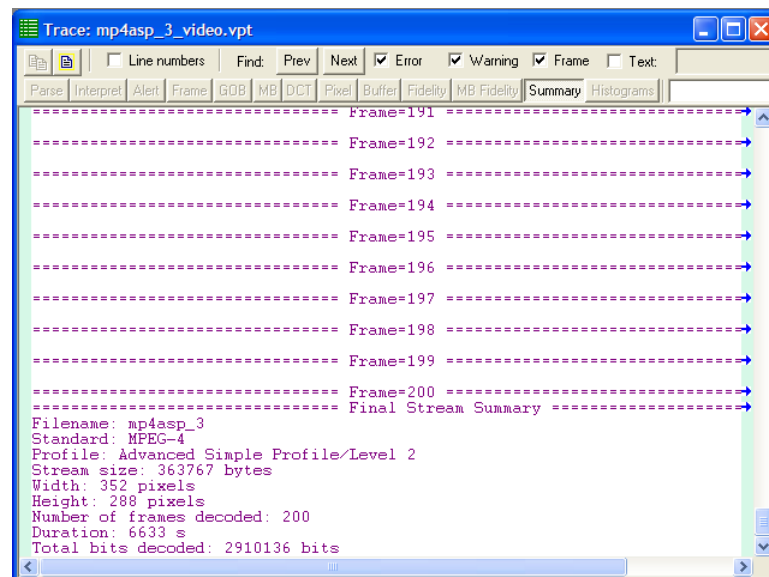 Trace: mp4asp_3_video.vpt
Line numbers Find: Prev Next Error Warning Frame Text:
Parse Interpret Alert Frame GOB MB DCT Pixel Buffer Fidelity MB Fidelity Summary Histograms
================================ Frame=191 ===============================
================================ Frame=192 ===============================
================================ Frame=193 ===============================
================================ Frame=194 ===============================
================================ Frame=195 ===============================
================================ Frame=196 ===============================
================================ Frame=197 ===============================
================================ Frame=198 ===============================
================================ Frame=199 ===============================
================================ Frame=200 ===============================
================================ Final Stream Summary ====================
Filename: mp4asp_3
Standard: MPEG-4
Profile: Advanced Simple Profile/Level 2
Stream size: 363767 bytes
Width: 352 pixels
Height: 288 pixels
Number of frames decoded: 200
Duration: 6633 s
Total bits decoded: 2910136 bits